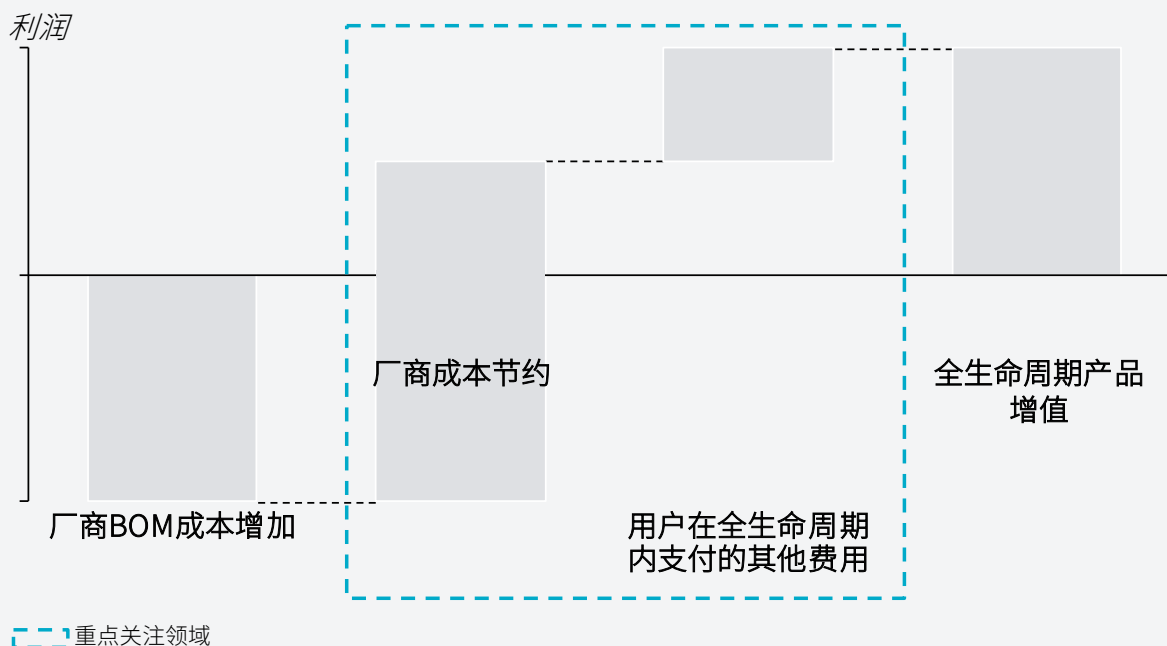 利润
厂商成本节约
全生命周期产品
增值
厂商BOM成本增加
用户在全生命周期
内支付的其他费用
重点关注领域